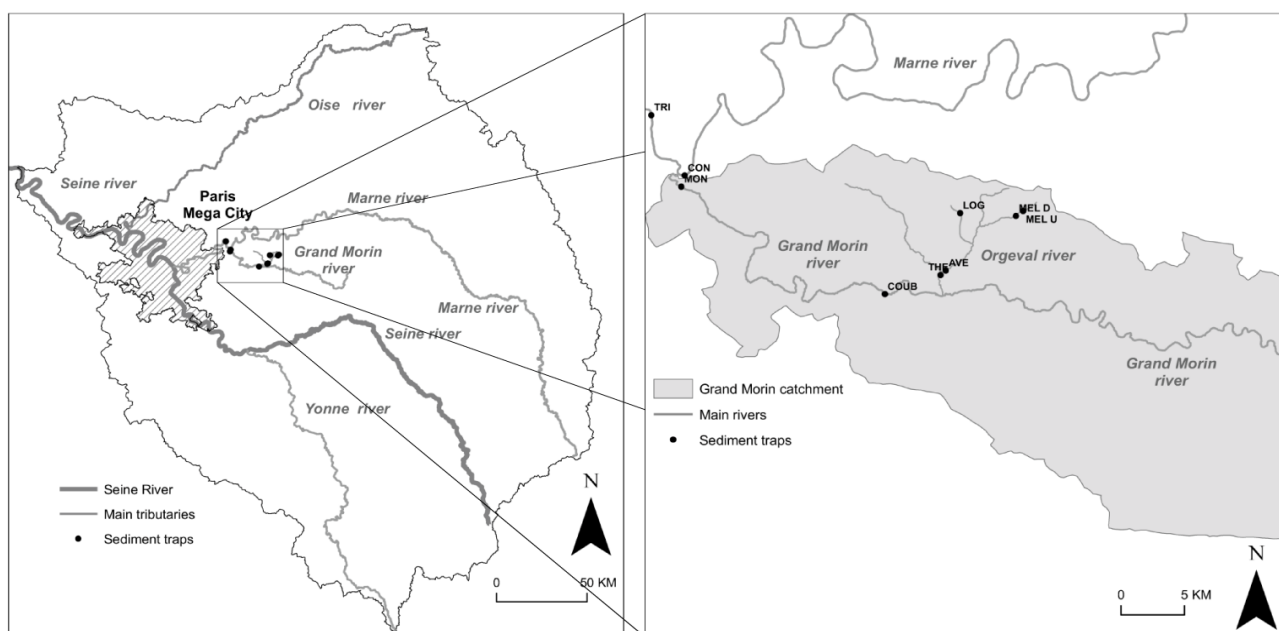 Oise river
Seine river
Paris
Mega City
Marne river
Grand Morin
river
Marne river
Seine river
Yonne river
Seine River
Main tributaries
Sediment traps
N
0 50 KM
Marne river
TRI
CON
MON
LOG
MEL D
MEL U
Grand Morin
river
Orgeval river
THE
AVE
COUB
Grand Morin
river
Grand Morin catchment
Main rivers
Sediment traps
N
0 5 KM